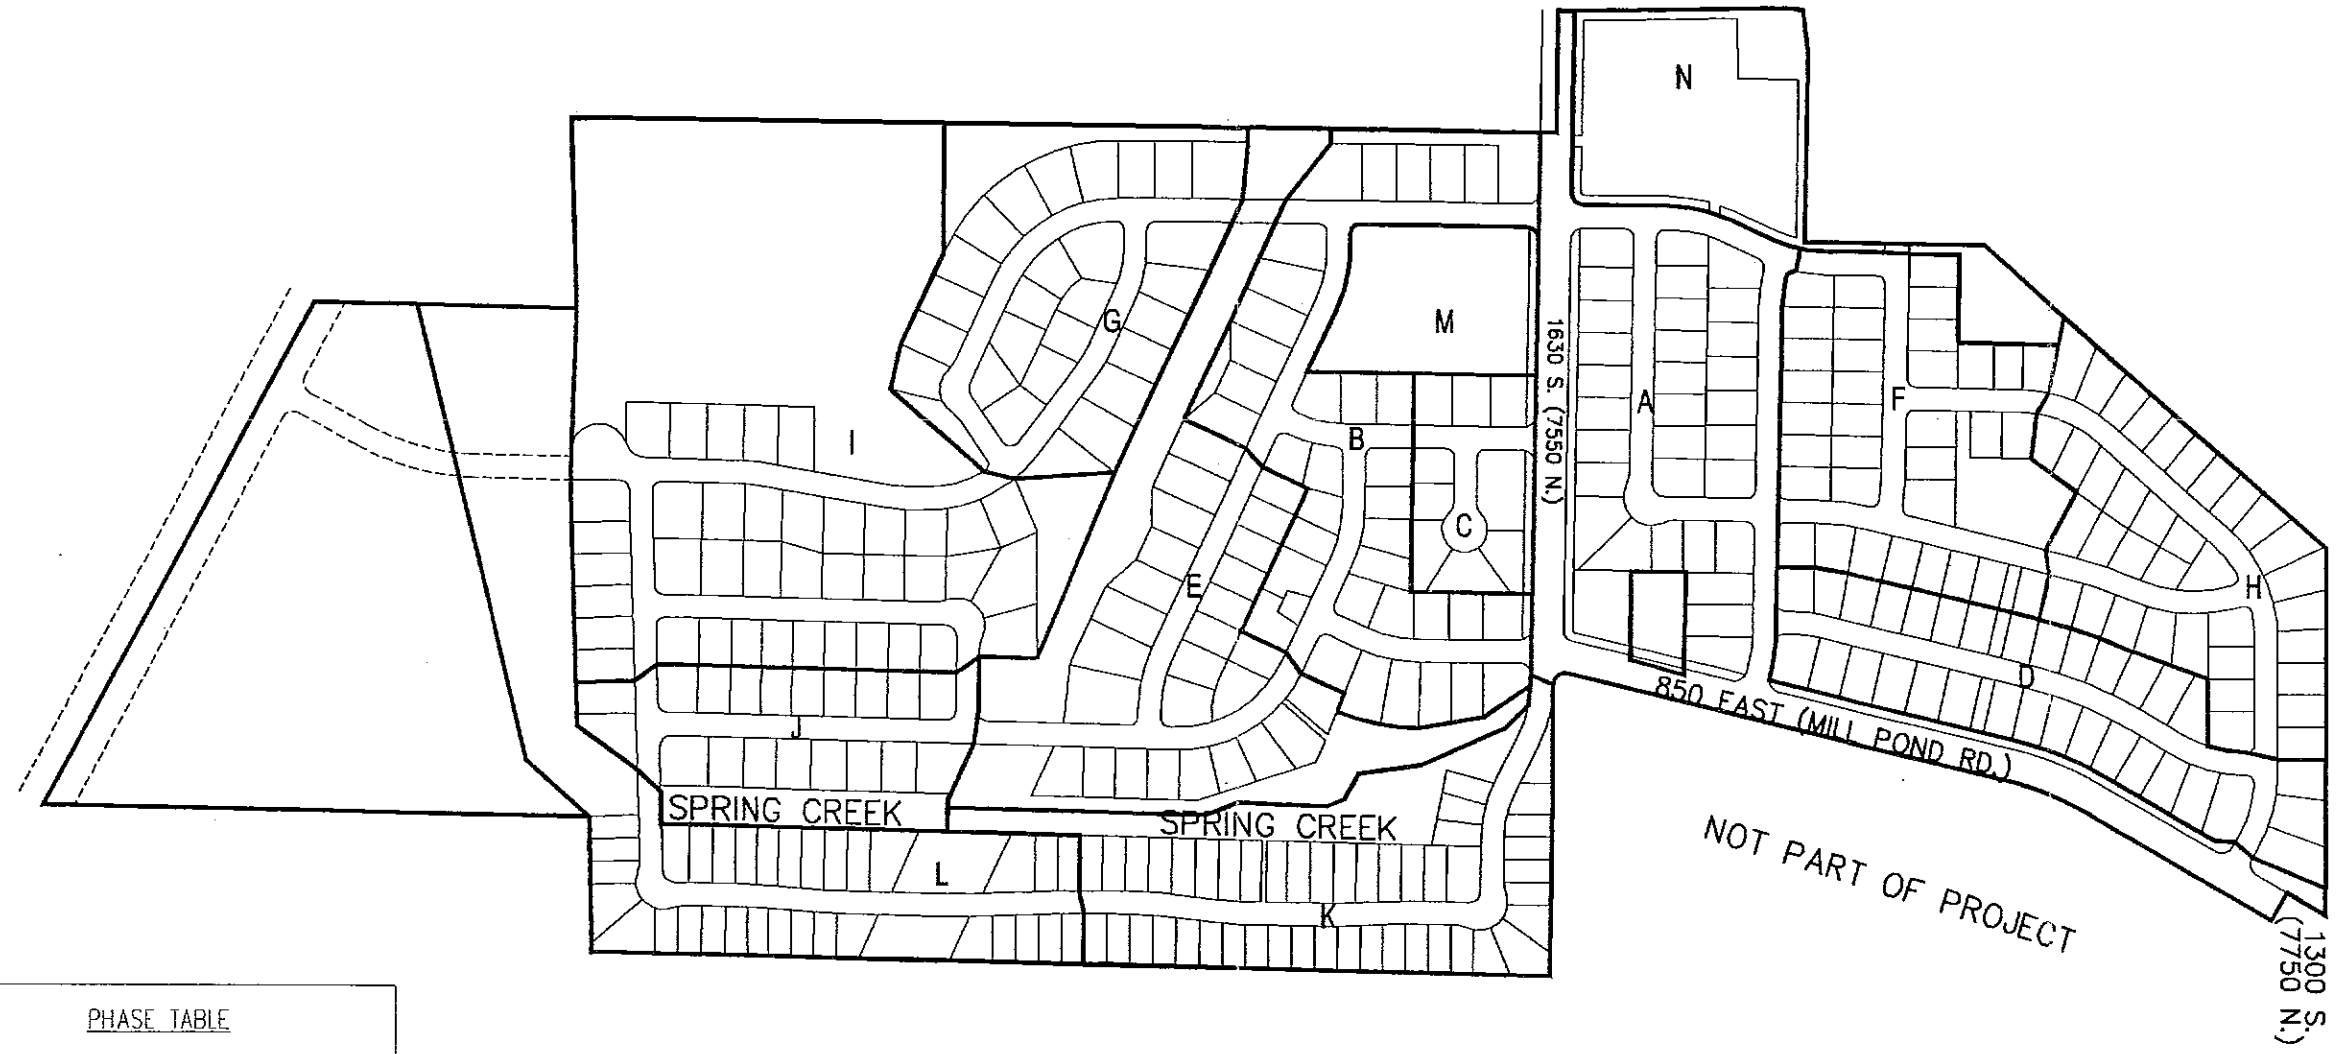 N
G
M
1630 S. (7550 N.)
A
F
I
B
C
E
H
D
850 EAST (MILL POND RD.)
J
SPRING CREEK
SPRING CREEK
NOT PART OF PROJECT
L
K
1300 S.
(7750 N.)
PHASE TABLE